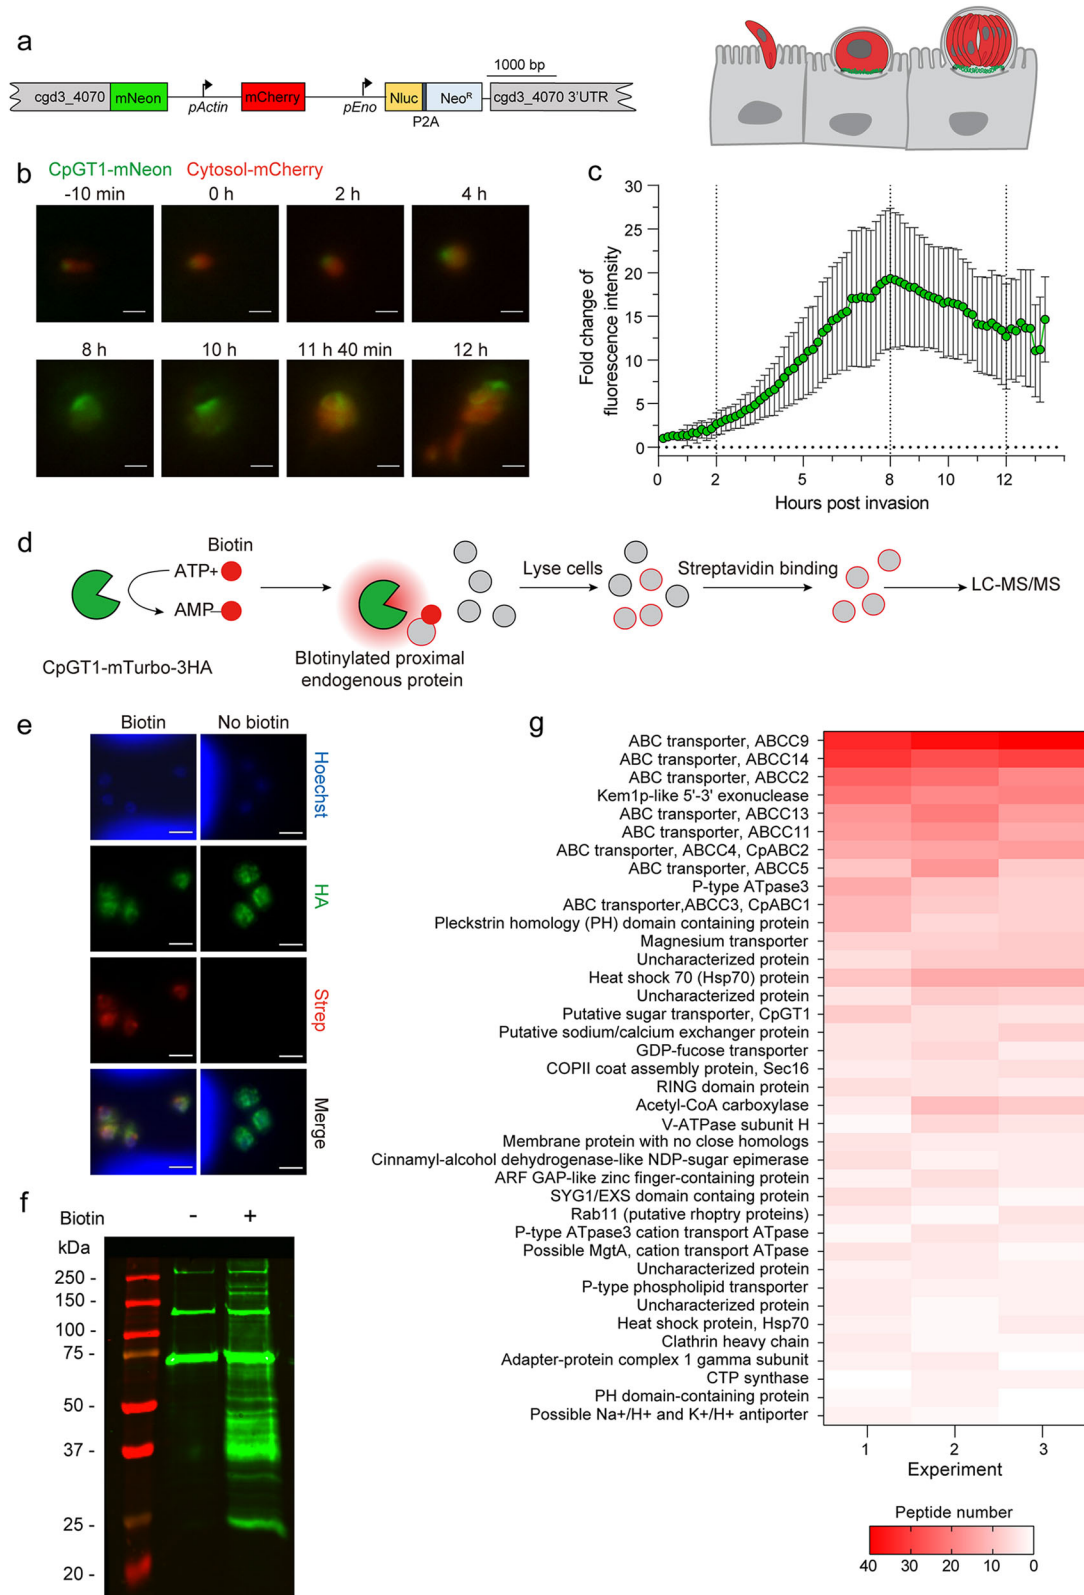 a
1000 bp
cgd3_4070
mNeon
pActin
mCherry
pEno
Nluc
Neoᴿ
cgd3_4070 3'UTR
P2A
b
CpGT1-mNeon Cytosol-mCherry
-10 min 0 h 2 h 4 h
8 h 10 h 11 h 40 min 12 h
c
Fold change of
fluorescence intensity
30
25
20
15
10
5
0
0 2 5 8 10 12
Hours post invasion
d
Biotin
ATP+
AMP
CpGT1-mTurbo-3HA
BIotinylated proximal
endogenous protein
Lyse cells
Streptavidin binding
LC-MS/MS
e
Biotin No biotin
Hoechst
HA
Strep
Merge
f
Biotin - +
kDa
250 -
150 -
100 -
75 -
50 -
37 -
25 -
20 -
g
ABC transporter, ABCC9
ABC transporter, ABCC14
ABC transporter, ABCC2
Kem1p-like 5'-3' exonuclease
ABC transporter, ABCC13
ABC transporter, ABCC11
ABC transporter, ABCC4, CpABC2
ABC transporter, ABCC5
P-type ATpase3
ABC transporter,ABCC3, CpABC1
Pleckstrin homology (PH) domain containing protein
Magnesium transporter
Uncharacterized protein
Heat shock 70 (Hsp70) protein
Uncharacterized protein
Putative sugar transporter, CpGT1
Putative sodium/calcium exchanger protein
GDP-fucose transporter
COPII coat assembly protein, Sec16
RING domain protein
Acetyl-CoA carboxylase
V-ATPase subunit H
Membrane protein with no close homologs
Cinnamyl-alcohol dehydrogenase-like NDP-sugar epimerase
ARF GAP-like zinc finger-containing protein
SYG1/EXS domain containg protein
Rab11 (putative rhoptry proteins)
P-type ATpase3 cation transport ATpase
Possible MgtA, cation transport ATpase
Uncharacterized protein
P-type phospholipid transporter
Uncharacterized protein
Heat shock protein, Hsp70
Clathrin heavy chain
Adapter-protein complex 1 gamma subunit
CTP synthase
PH domain-containing protein
Possible Na+/H+ and K+/H+ antiporter
1 2 3
Experiment
Peptide number
40 30 20 10 0